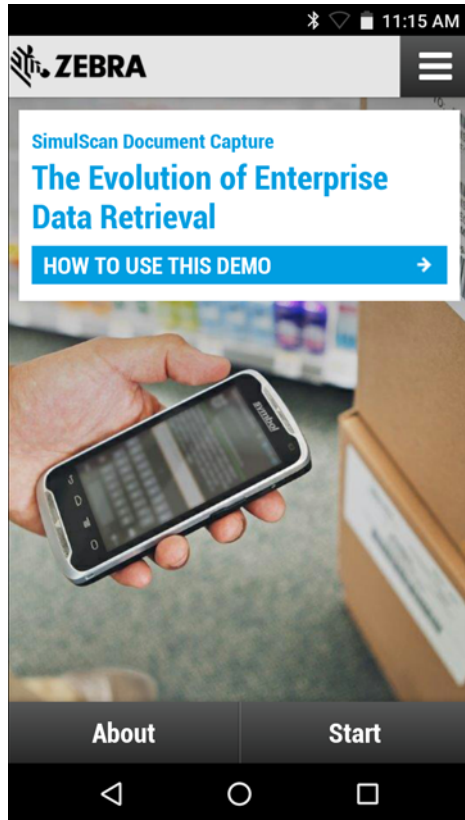 11:15 AM
ZEBRA
SimulScan Document Capture
The Evolution of Enterprise
Data Retrieval
HOW TO USE THIS DEMO
symbol
About
Start